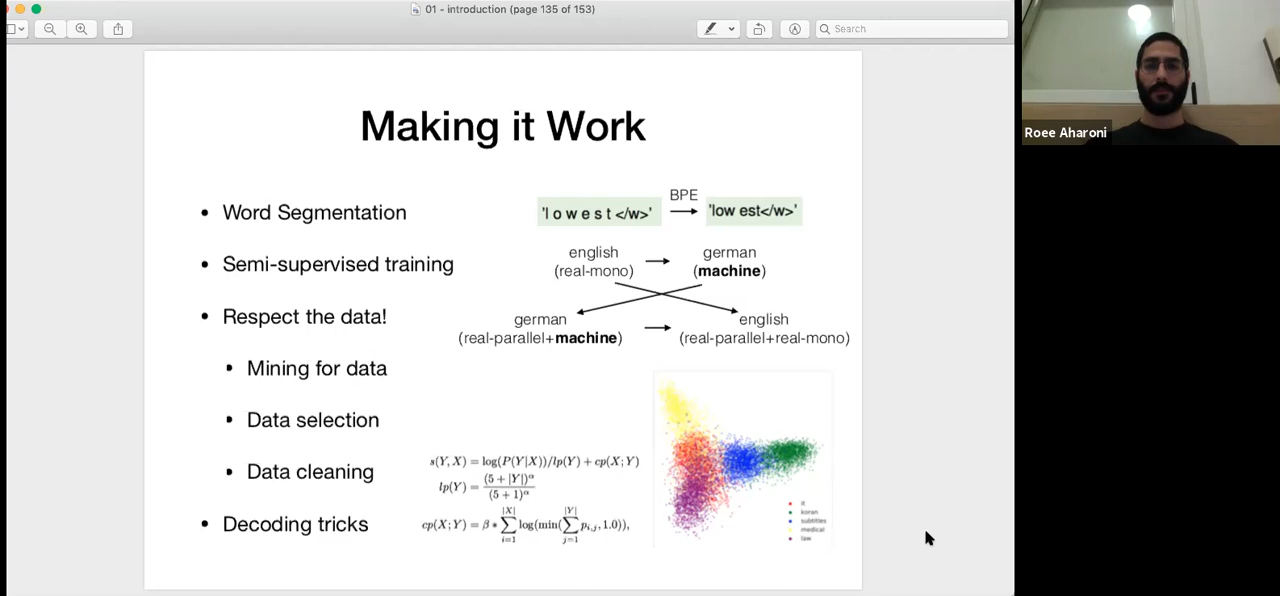 01 - introduction (page 135 of 153)
Search
Roee Aharoni
Making it Work
• Word Segmentation
• Semi-supervised training
• Respect the data!
• Mining for data
• Data selection
• Data cleaning
• Decoding tricks
'l o w e s t </w>'
BPE
'low est</w>'
english
(real-mono)
german
(machine)
german
(real-parallel+machine)
english
(real-parallel+real-mono)
s(Y, X) = log(P(Y|X))/lp(Y) + cp(X; Y)
lp(Y) = (5 + |Y|)^α / (5 + 1)^α
cp(X; Y) = β * ∑_{i=1}^{|X|} log(min(∑_{j=1}^{|Y|} p_{i,j}, 1.0)),
it
koran
subtitles
medical
law